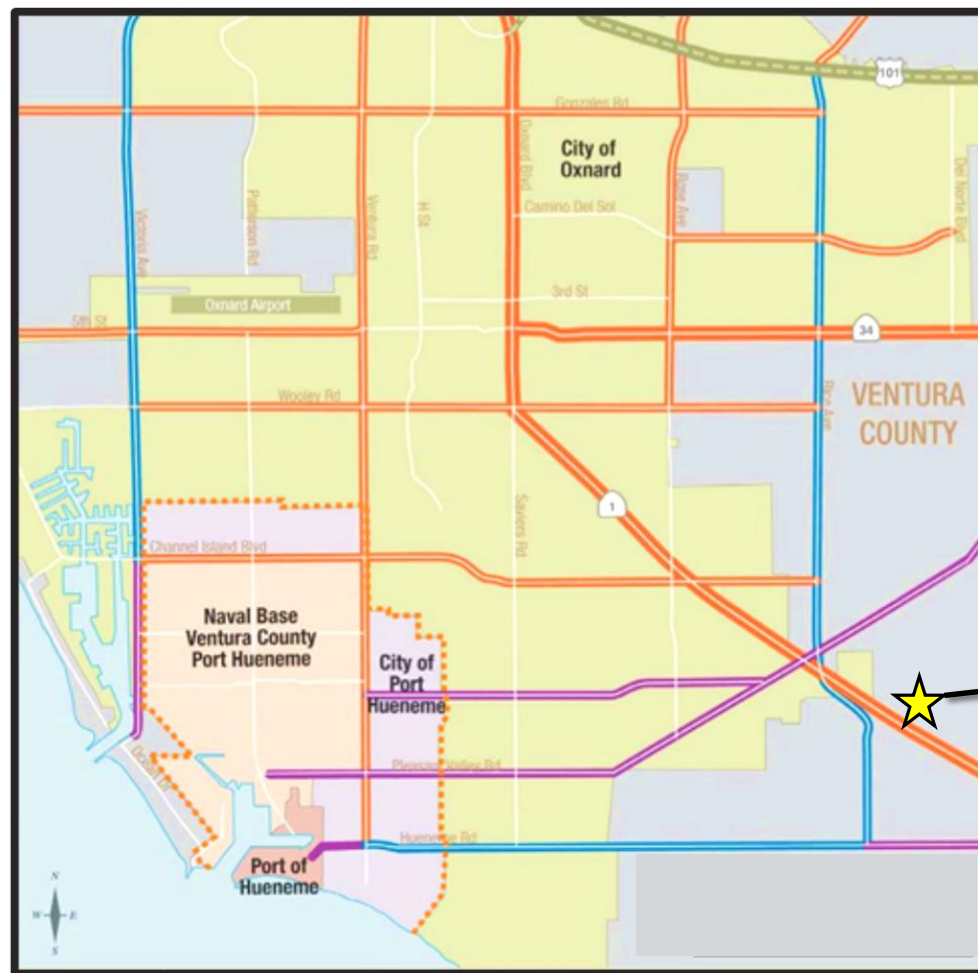 101
Gonzales Rd
City of
Oxnard
Oxnard Blvd
Rose Ave
Del Norte Blvd
Camino Del Sol
Victoria Ave
Patterson Rd
Ventura Rd
H St
Oxnard Airport
3rd St
5th St
34
Wooley Rd
Rice Ave
VENTURA
COUNTY
1
Saviers Rd
Channel Island Blvd
Naval Base
Ventura County
Port Hueneme
City of
Port
Hueneme
Ocean Dr
Pleasant Valley Rd
Hueneme Rd
Port of
Hueneme
N
W E
S